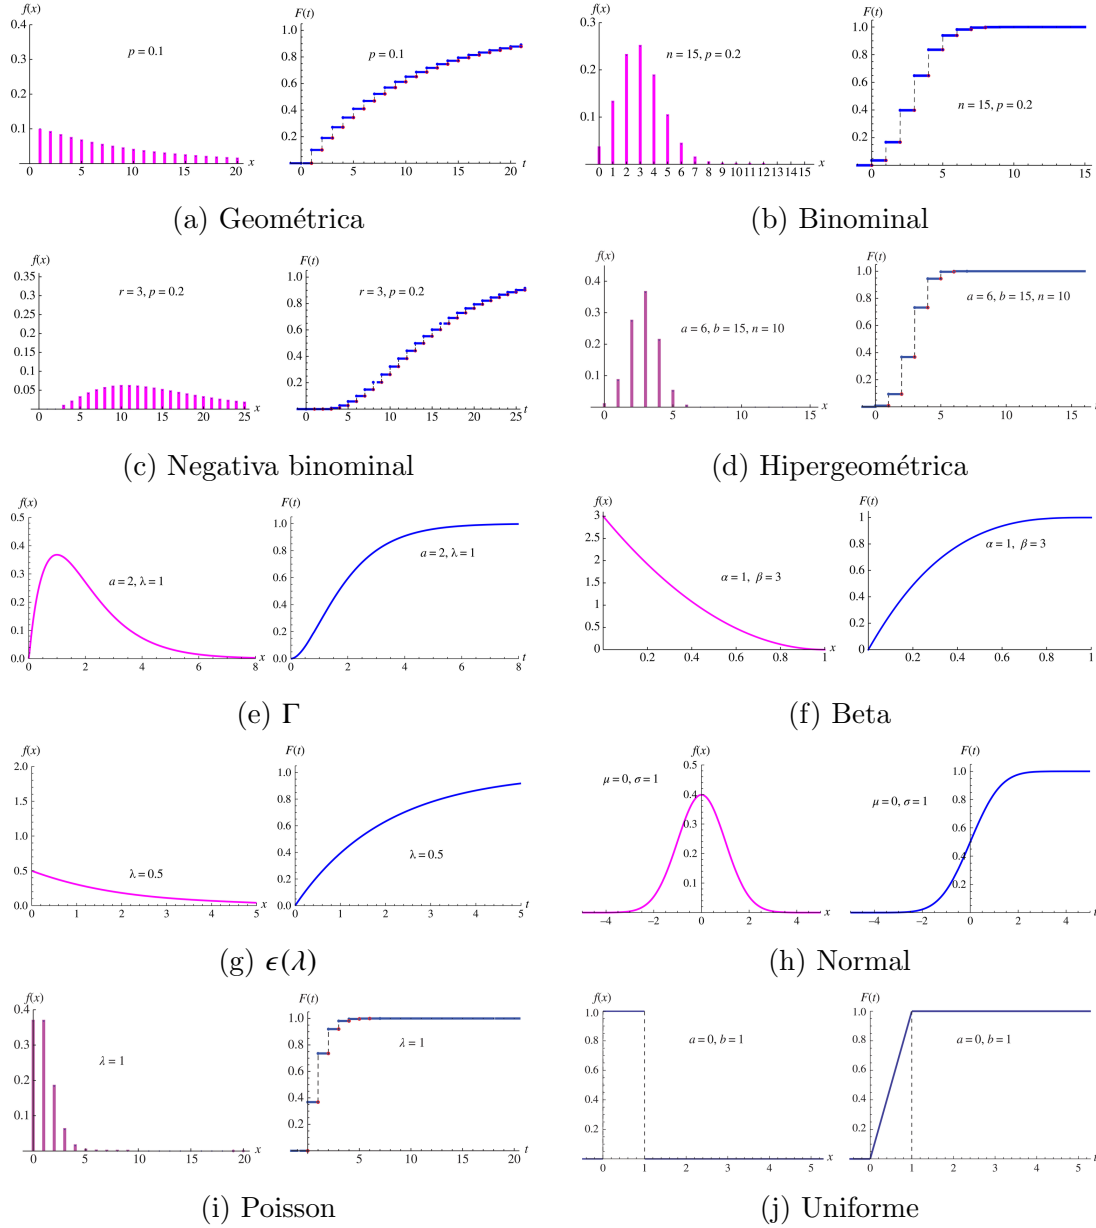 f(x)
0.4
0.3
0.2
0.1
p = 0.1
0 5 10 15 20
x
F(t)
1.0
0.8
0.6
0.4
0.2
p = 0.1
0 5 10 15 20
t
(a) Geométrica
f(x)
0.3
0.2
0.1
n = 15, p = 0.2
0 1 2 3 4 5 6 7 8 9 10 11 12 13 14 15
x
F(t)
1.0
0.8
0.6
0.4
0.2
n = 15, p = 0.2
0 5 10 15
t
(b) Binominal
f(x)
0.35
0.30
0.25
0.20
0.15
0.10
0.05
r = 3, p = 0.2
0 5 10 15 20 25
x
F(t)
1.0
0.8
0.6
0.4
0.2
r = 3, p = 0.2
0 5 10 15 20 25
t
(c) Negativa binominal
f(x)
0.4
0.3
0.2
0.1
a = 6, b = 15, n = 10
0 5 10 15
x
F(t)
1.0
0.8
0.6
0.4
0.2
a = 6, b = 15, n = 10
0 5 10 15
t
(d) Hipergeométrica
f(x)
0.5
0.4
0.3
0.2
0.1
0.0
a = 2, λ = 1
0 2 4 6 8
x
F(t)
1.0
0.8
0.6
0.4
0.2
0.0
a = 2, λ = 1
0 2 4 6 8
t
(e) Γ
f(x)
3
2.5
2
1.5
1
0.5
0
α = 1, β = 3
0.2 0.4 0.6 0.8 1
x
F(t)
1
0.8
0.6
0.4
0.2
0
α = 1, β = 3
0.2 0.4 0.6 0.8 1
t
(f) Beta
f(x)
2.0
1.5
1.0
0.5
0.0
λ = 0.5
0 1 2 3 4 5
x
F(t)
1.0
0.8
0.6
0.4
0.2
0.0
λ = 0.5
0 1 2 3 4 5
t
(g) ϵ(λ)
f(x)
0.5
0.4
0.3
0.2
0.1
μ = 0, σ = 1
−4 −2 0 2 4
x
F(t)
1.0
0.8
0.6
0.4
0.2
μ = 0, σ = 1
−4 −2 0 2 4
t
(h) Normal
f(x)
0.4
0.3
0.2
0.1
λ = 1
0 5 10 15 20
x
F(t)
1.0
0.8
0.6
0.4
0.2
0.0
λ = 1
0 5 10 15 20
t
(i) Poisson
f(x)
1.0
0.8
0.6
0.4
0.2
0.0
a = 0, b = 1
0 1 2 3 4 5
x
F(t)
1.0
0.8
0.6
0.4
0.2
0.0
a = 0, b = 1
0 1 2 3 4 5
t
(j) Uniforme